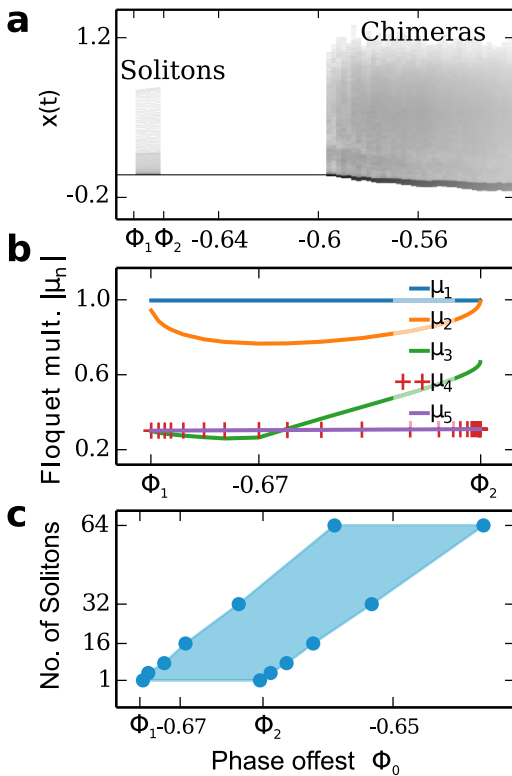 a
1.2
x(t)
-0.2
Solitons
Chimeras
Φ₁ Φ₂ -0.64 -0.6 -0.56
b
Floquet mult. |μₙ|
1.0
0.6
0.2
μ₁
μ₂
μ₃
μ₄
μ₅
Φ₁ -0.67 Φ₂
c
No. of Solitons
64
32
16
1
Φ₁ -0.67 Φ₂ -0.65
Phase offest Φ₀